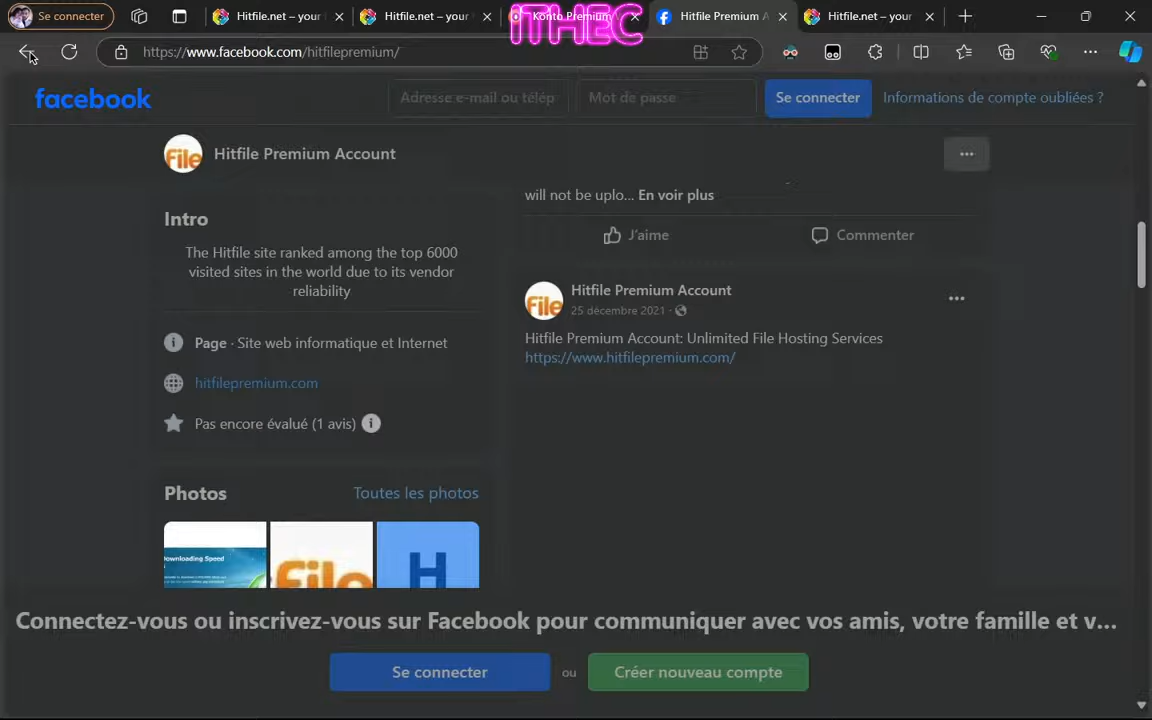 Se connecter
Hitfile.net – your
Hitfile.net – your
Konto Premium
Hitfile Premium A
Hitfile.net – your
ITHEC
https://www.facebook.com/hitfilepremium/
facebook
Adresse e-mail ou télép
Mot de passe
Se connecter
Informations de compte oubliées ?
File
Hitfile Premium Account
...
Intro
The Hitfile site ranked among the top 6000
visited sites in the world due to its vendor
reliability
Page · Site web informatique et Internet
hitfilepremium.com
Pas encore évalué (1 avis)
Photos
Toutes les photos
Downloading Speed
File
H
will not be uplo... En voir plus
J'aime
Commenter
File
Hitfile Premium Account
25 décembre 2021 ·
Hitfile Premium Account: Unlimited File Hosting Services
https://www.hitfilepremium.com/
Connectez-vous ou inscrivez-vous sur Facebook pour communiquer avec vos amis, votre famille et v...
Se connecter
ou
Créer nouveau compte